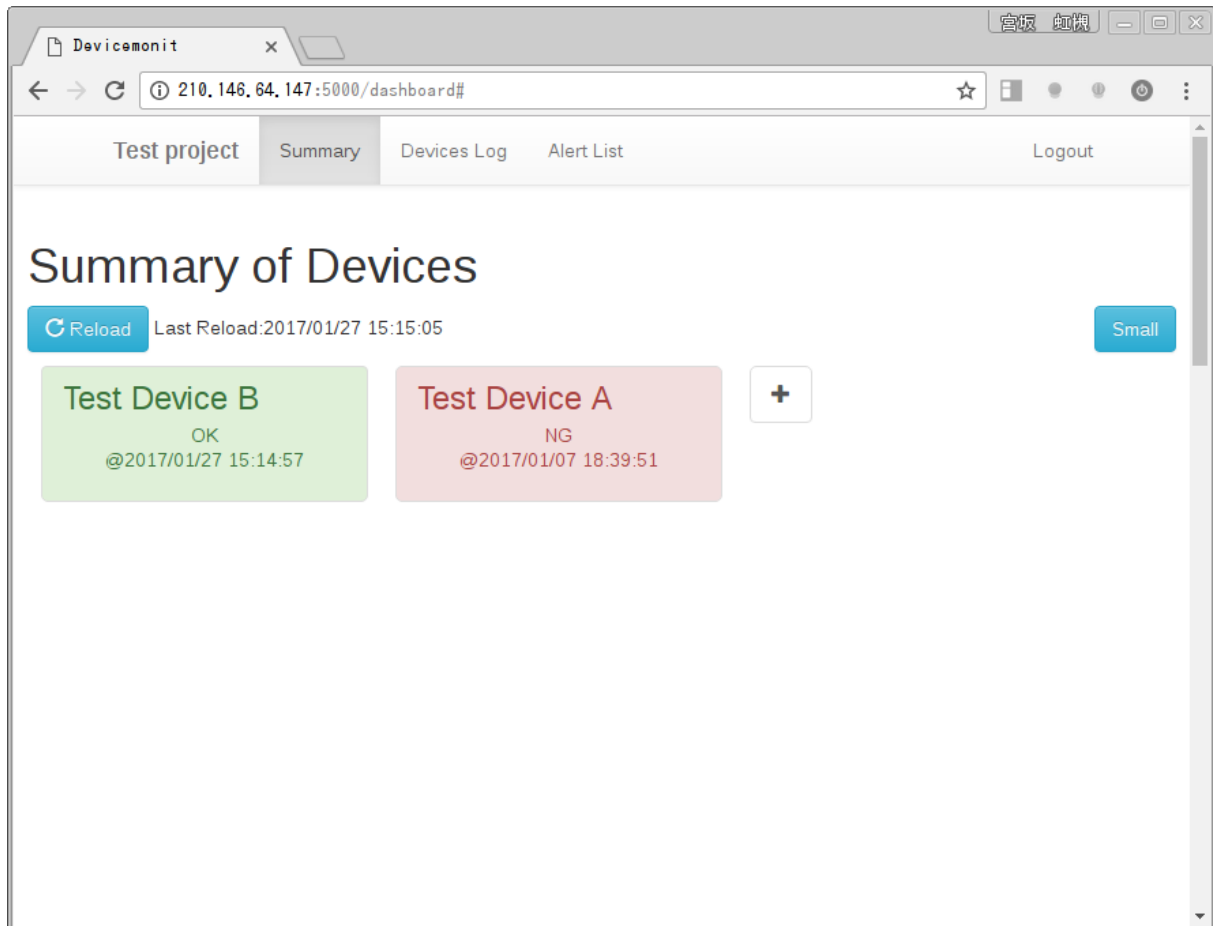 宮坂 虹槻
Devicemonit
210.146.64.147:5000/dashboard#
Test project Summary Devices Log Alert List Logout
Summary of Devices
Reload Last Reload:2017/01/27 15:15:05 Small
Test Device B
OK
@2017/01/27 15:14:57
Test Device A
NG
@2017/01/07 18:39:51